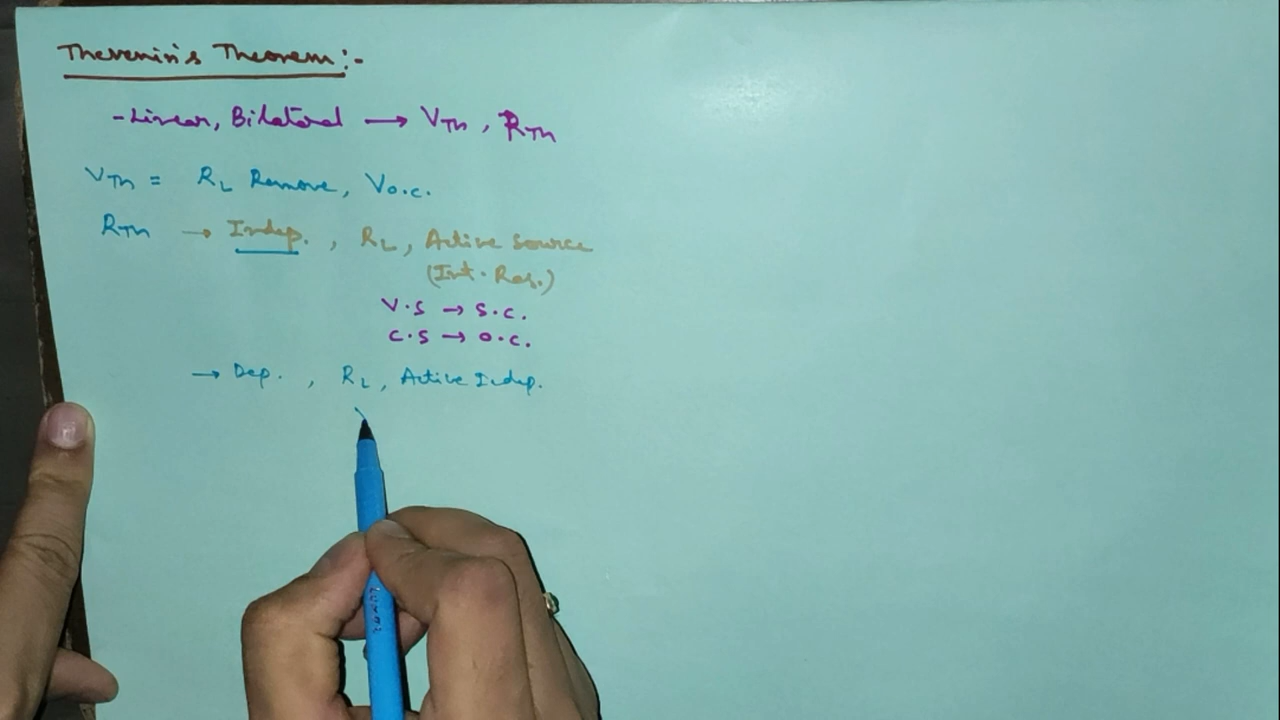 Thevenin's Theorem:-
- Linear, Bilateral → VTh, RTh
VTh = RL Remove, Vo.c.
RTh → Indep., RL, Active Source
(Int. Res.)
V.S → S.C.
C.S → O.C.
→ Dep., RL, Active Indep.